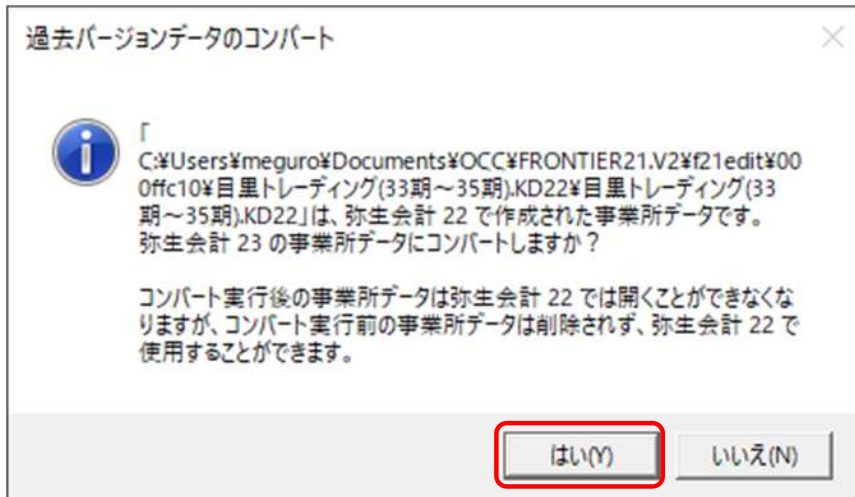 過去バージョンデータのコンバート
「
C:¥Users¥meguro¥Documents¥OCC¥FRONTIER21.V2¥f21edit¥00
0ffc10¥目黒トレーディング(33期～35期).KD22¥目黒トレーディング(33
期～35期).KD22」は、弥生会計 22 で作成された事業所データです。
弥生会計 23 の事業所データにコンバートしますか？
コンバート実行後の事業所データは弥生会計 22 では開くことができなくな
りますが、コンバート実行前の事業所データは削除されず、弥生会計 22 で
使用することができます。
はい(Y) いいえ(N)